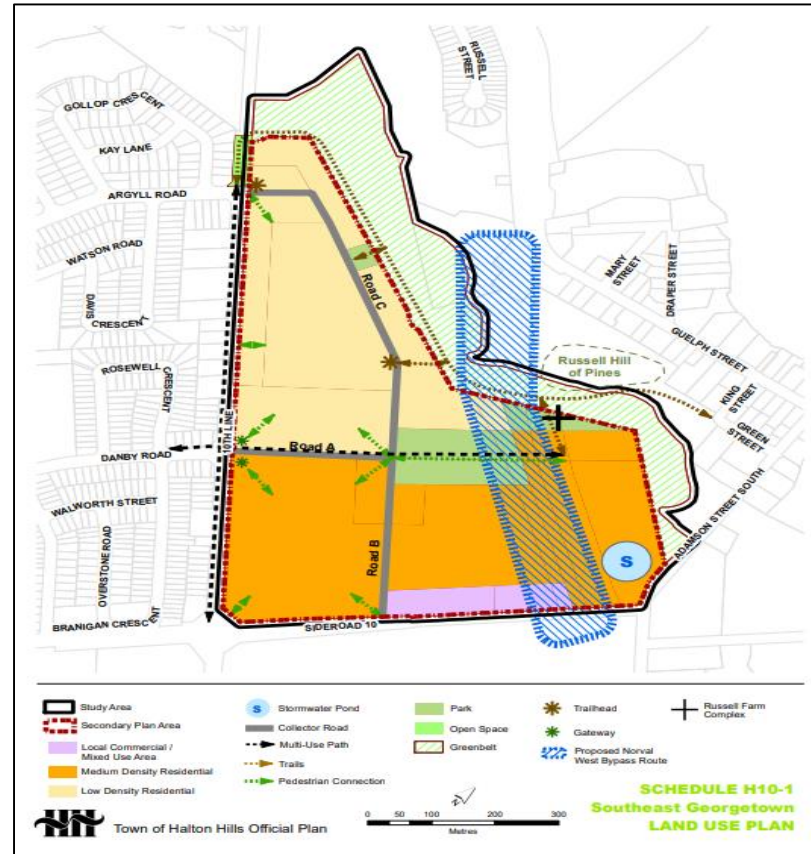 RUSSELL
STREET
GOLLOP CRESCENT
KAY LANE
ARGYLL ROAD
WATSON ROAD
DAVIS
CRESCENT
ROSEWELL
CRESCENT
DANBY ROAD
WALWORTH STREET
OVERSTONE ROAD
BRANIGAN CRESCENT
10TH LINE
SIDEROAD 10
Road C
Road A
Road B
MARY
STREET
DRAPER STREET
GUELPH STREET
KING
STREET
GREEN
STREET
Russell Hill
of Pines
ADAMSON STREET SOUTH
S
Study Area
Secondary Plan Area
Local Commercial /
Mixed Use Area
Medium Density Residential
Low Density Residential
S
Stormwater Pond
Collector Road
Multi-Use Path
Trails
Pedestrian Connection
Park
Open Space
Greenbelt
Trailhead
Gateway
Proposed Norval
West Bypass Route
Russell Farm
Complex
Town of Halton Hills Official Plan
N
0 50 100 200 300
Metres
SCHEDULE H10-1
Southeast Georgetown
LAND USE PLAN